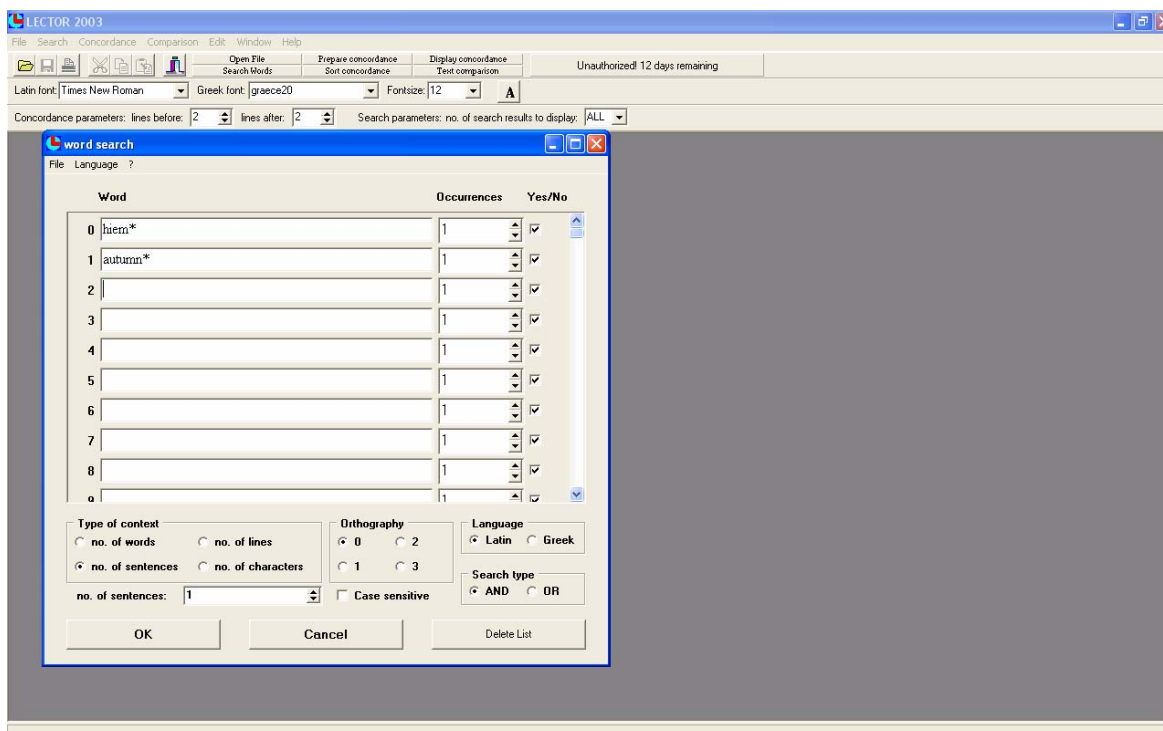 LECTOR 2003
File Search Concordance Comparison Edit Window Help
Open File Prepare concordance Display concordance
Search Words Sort concordance Text comparison
Unauthorized! 12 days remaining
Latin font: Times New Roman Greek font: graece20 Fontsize: 12 A
Concordance parameters: lines before: 2 lines after: 2 Search parameters: no. of search results to display: ALL
word search
File Language ?
Word Occurrences Yes/No
0 hiem* 1
1 autumn* 1
2 1
3 1
4 1
5 1
6 1
7 1
8 1
9 1
Type of context Orthography Language
no. of words no. of lines 0 2 Latin Greek
no. of sentences no. of characters 1 3 Search type
no. of sentences: 1 Case sensitive AND OR
OK Cancel Delete List